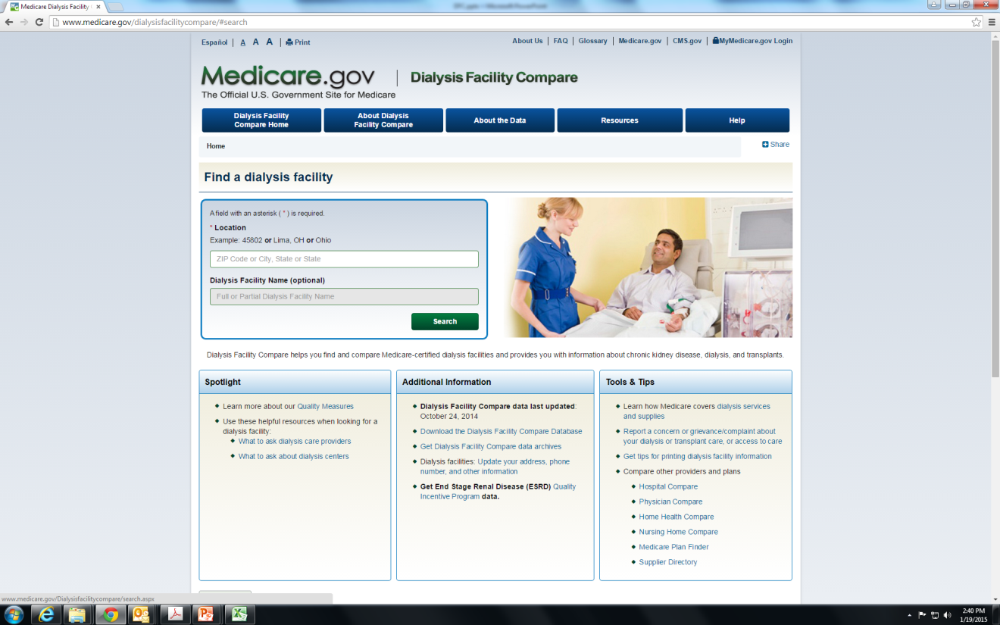 Medicare Dialysis Facility
www.medicare.gov/dialysisfacilitycompare/#search
Español | A A A | Print
About Us | FAQ | Glossary | Medicare.gov | CMS.gov | MyMedicare.gov Login
Medicare.gov | Dialysis Facility Compare
The Official U.S. Government Site for Medicare
Dialysis Facility
Compare Home
About Dialysis
Facility Compare
About the Data
Resources
Help
Home
Share
Find a dialysis facility
A field with an asterisk ( * ) is required.
* Location
Example: 45802 or Lima, OH or Ohio
ZIP Code or City, State or State
Dialysis Facility Name (optional)
Full or Partial Dialysis Facility Name
Search
Dialysis Facility Compare helps you find and compare Medicare-certified dialysis facilities and provides you with information about chronic kidney disease, dialysis, and transplants.
Spotlight
Learn more about our Quality Measures
Use these helpful resources when looking for a
dialysis facility:
What to ask dialysis care providers
What to ask about dialysis centers
Additional Information
Dialysis Facility Compare data last updated:
October 24, 2014
Download the Dialysis Facility Compare Database
Get Dialysis Facility Compare data archives
Dialysis facilities: Update your address, phone
number, and other information
Get End Stage Renal Disease (ESRD) Quality
Incentive Program data.
Tools & Tips
Learn how Medicare covers dialysis services
and supplies
Report a concern or grievance/complaint about
your dialysis or transplant care, or access to care
Get tips for printing dialysis facility information
Compare other providers and plans
Hospital Compare
Physician Compare
Home Health Compare
Nursing Home Compare
Medicare Plan Finder
Supplier Directory
www.medicare.gov/Dialysisfacilitycompare/search.aspx
2:40 PM
1/19/2015